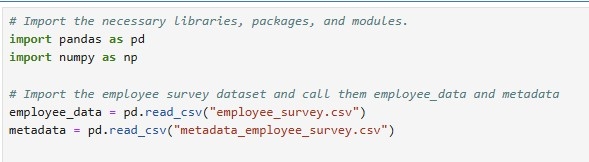 # Import the necessary libraries, packages, and modules.
import pandas as pd
import numpy as np
# Import the employee survey dataset and call them employee_data and metadata
employee_data = pd.read_csv("employee_survey.csv")
metadata = pd.read_csv("metadata_employee_survey.csv")